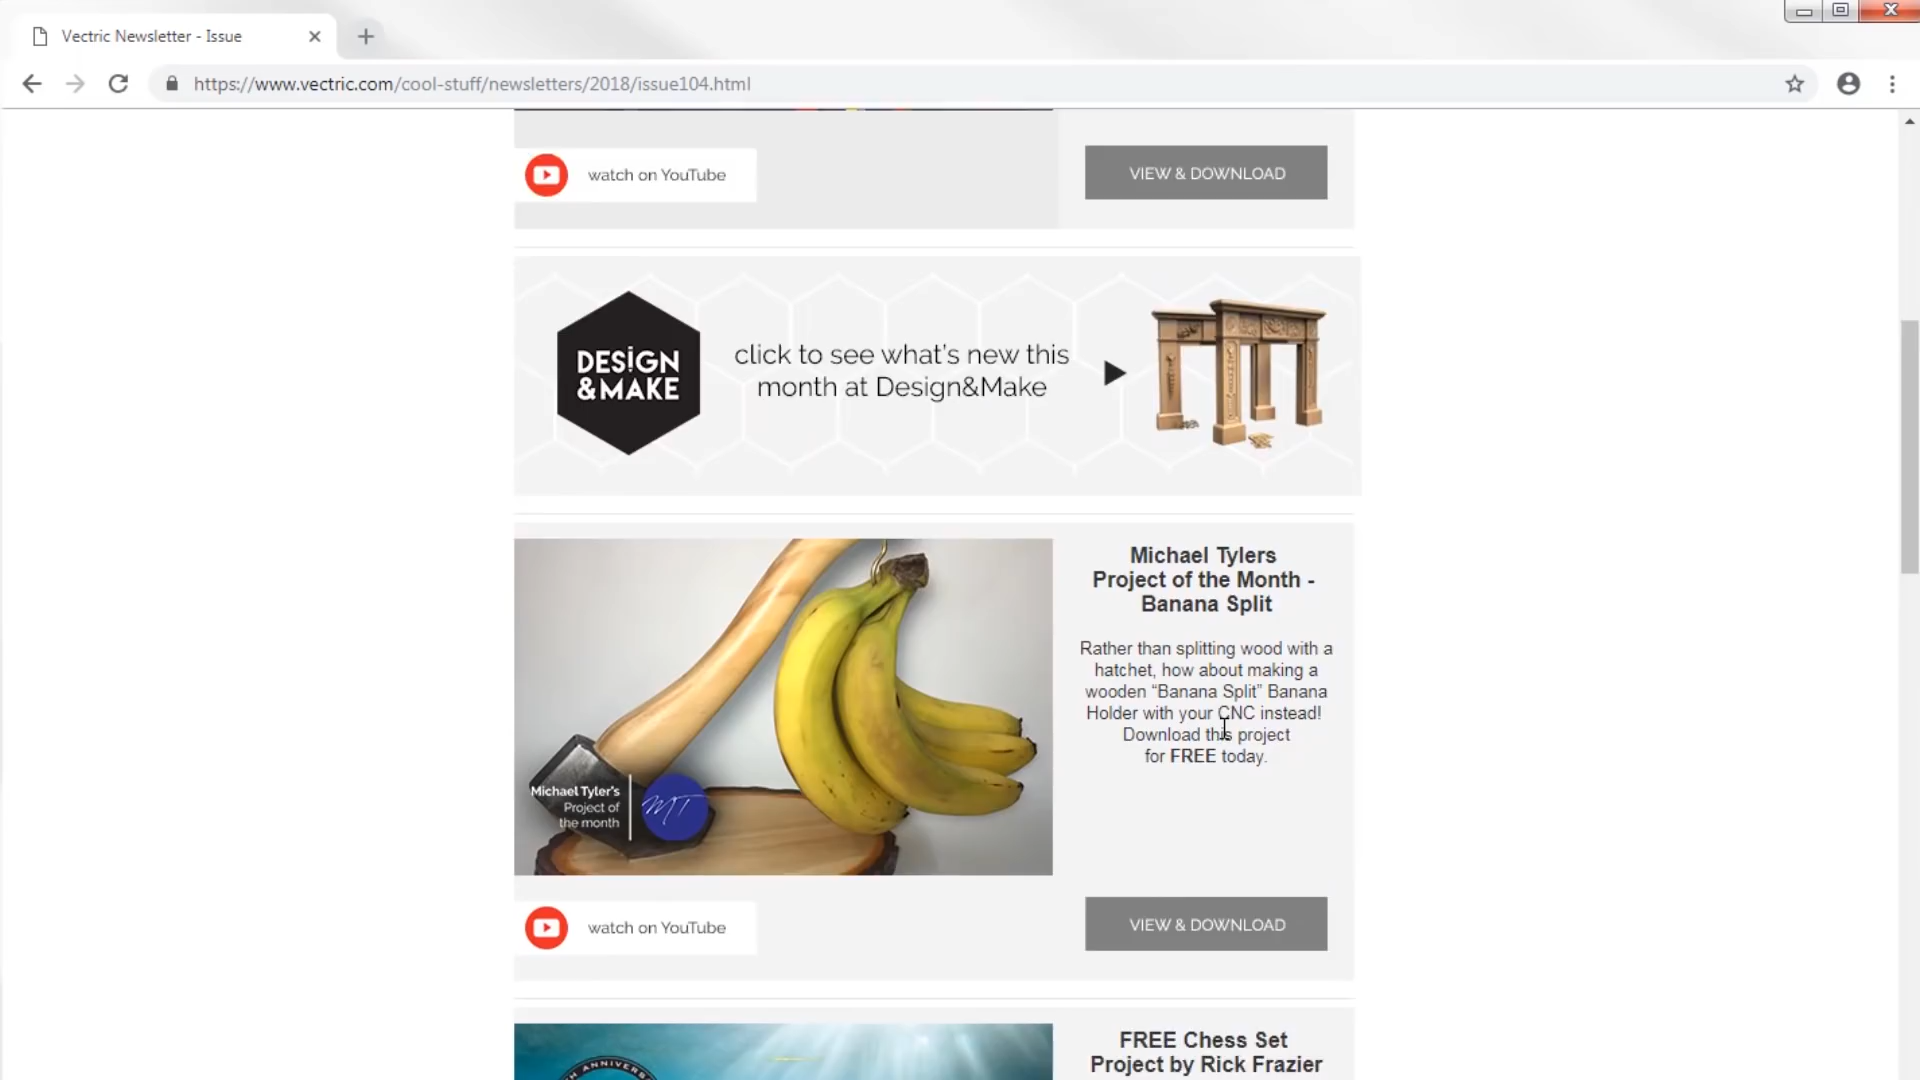 Vectric Newsletter - Issue
https://www.vectric.com/cool-stuff/newsletters/2018/issue104.html
watch on YouTube
VIEW & DOWNLOAD
DESIGN
&MAKE
click to see what's new this
month at Design&Make
Michael Tylers
Project of the Month -
Banana Split
Rather than splitting wood with a
hatchet, how about making a
wooden “Banana Split” Banana
Holder with your CNC instead!
Download this project
for FREE today.
Michael Tyler's
Project of
the month
MT
watch on YouTube
VIEW & DOWNLOAD
FREE Chess Set
Project by Rick Frazier